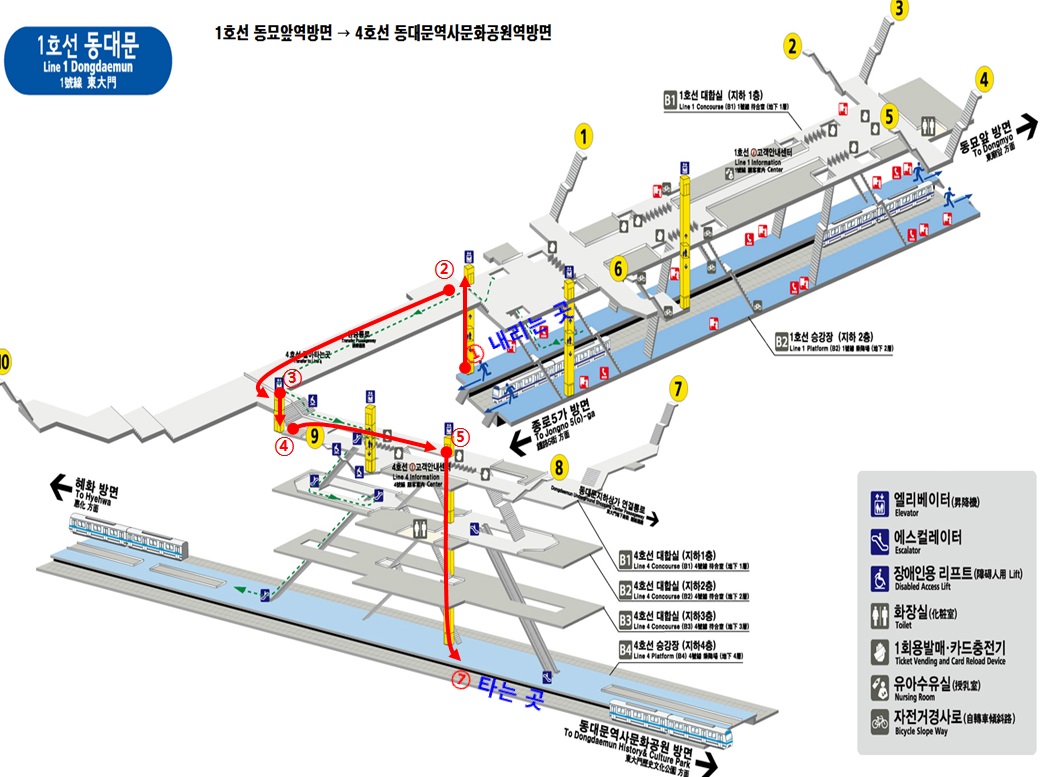 1호선 동대문
Line 1 Dongdaemun
1號線 東大門
1호선 동묘앞역방면 → 4호선 동대문역사문화공원역방면
3
2
4
5
1
6
B1 1호선 대합실 (지하 1층)
Line 1 Concourse (B1) 1號線 待合室 (地下 1層)
1호선 고객안내센터
Line 1 Information
1號線 顧客案內 Center
동묘앞 방면
To Dongmyo
東廟앞 方面
②
내리는 곳
B2 1호선 승강장 (지하 2층)
Line 1 Platform (B2) 1號線 乘降場 (地下 2層)
종로5가 방면
To Jongno 5(o)-ga
鍾路5街 方面
10
③
④
9
⑤
7
8
4호선 고객안내센터
Line 4 Information
4號線 顧客案內 Center
동대문지하상가 연결통로
혜화 방면
To Hyehwa
惠化 方面
B1 4호선 대합실 (지하1층)
Line 4 Concourse (B1) 4號線 待合室 (地下 1層)
B2 4호선 대합실 (지하2층)
Line 4 Concourse (B2) 4號線 待合室 (地下 2層)
B3 4호선 대합실 (지하3층)
Line 4 Concourse (B3) 4號線 待合室 (地下 3層)
B4 4호선 승강장 (지하4층)
Line 4 Platform (B4) 4號線 乘降場 (地下 4層)
⑦ 타는 곳
동대문역사문화공원 방면
To Dongdaemun History& Culture Park
東大門歷史文化公園 方面
엘리베이터(昇降機)
Elevator
에스컬레이터
Escalator
장애인용 리프트(障碍人用 Lift)
Disabled Access Lift
화장실(化粧室)
Toilet
1회용발매·카드충전기
Ticket Vending and Card Reload Device
유아수유실(授乳室)
Nursing Room
자전거경사로(自轉車傾斜路)
Bicycle Slope Way